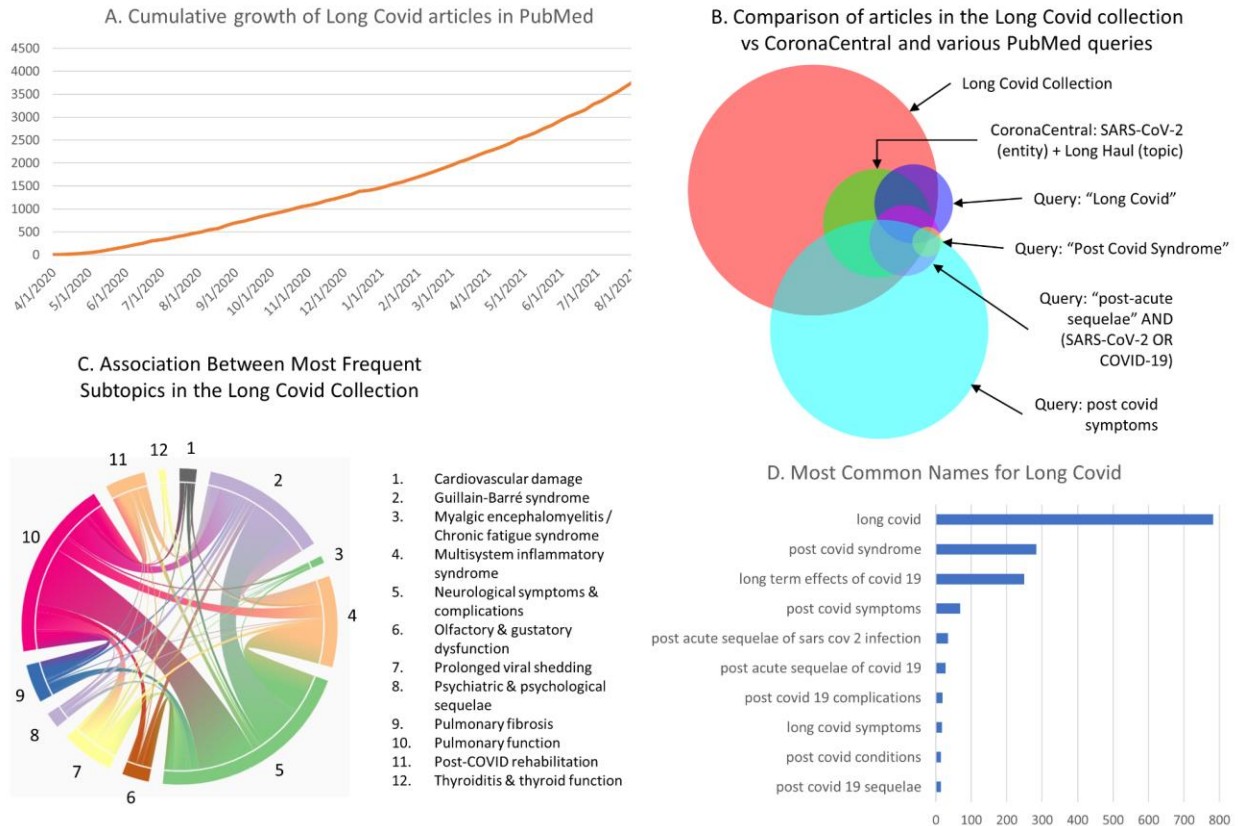 A. Cumulative growth of Long Covid articles in PubMed
4500
4000
3500
3000
2500
2000
1500
1000
500
0
4/1/2020
5/1/2020
6/1/2020
7/1/2020
8/1/2020
9/1/2020
10/1/2020
11/1/2020
12/1/2020
1/1/2021
2/1/2021
3/1/2021
4/1/2021
5/1/2021
6/1/2021
7/1/2021
B. Comparison of articles in the Long Covid collection
vs CoronaCentral and various PubMed queries
Long Covid Collection
CoronaCentral: SARS-CoV-2
(entity) + Long Haul (topic)
Query: “Long Covid”
Query: “Post Covid Syndrome”
Query: “post-acute
sequelae” AND
(SARS-CoV-2 OR
COVID-19)
Query: post covid
symptoms
C. Association Between Most Frequent
Subtopics in the Long Covid Collection
1
2
3
4
5
6
7
8
9
10
11
12
1. Cardiovascular damage
2. Guillain-Barré syndrome
3. Myalgic encephalomyelitis /
Chronic fatigue syndrome
4. Multisystem inflammatory
syndrome
5. Neurological symptoms &
complications
6. Olfactory & gustatory
dysfunction
7. Prolonged viral shedding
8. Psychiatric & psychological
sequelae
9. Pulmonary fibrosis
10. Pulmonary function
11. Post-COVID rehabilitation
12. Thyroiditis & thyroid function
D. Most Common Names for Long Covid
long covid
post covid syndrome
long term effects of covid 19
post covid symptoms
post acute sequelae of sars cov 2 infection
post acute sequelae of covid 19
post covid 19 complications
long covid symptoms
post covid conditions
post covid 19 sequelae
0 100 200 300 400 500 600 700 800